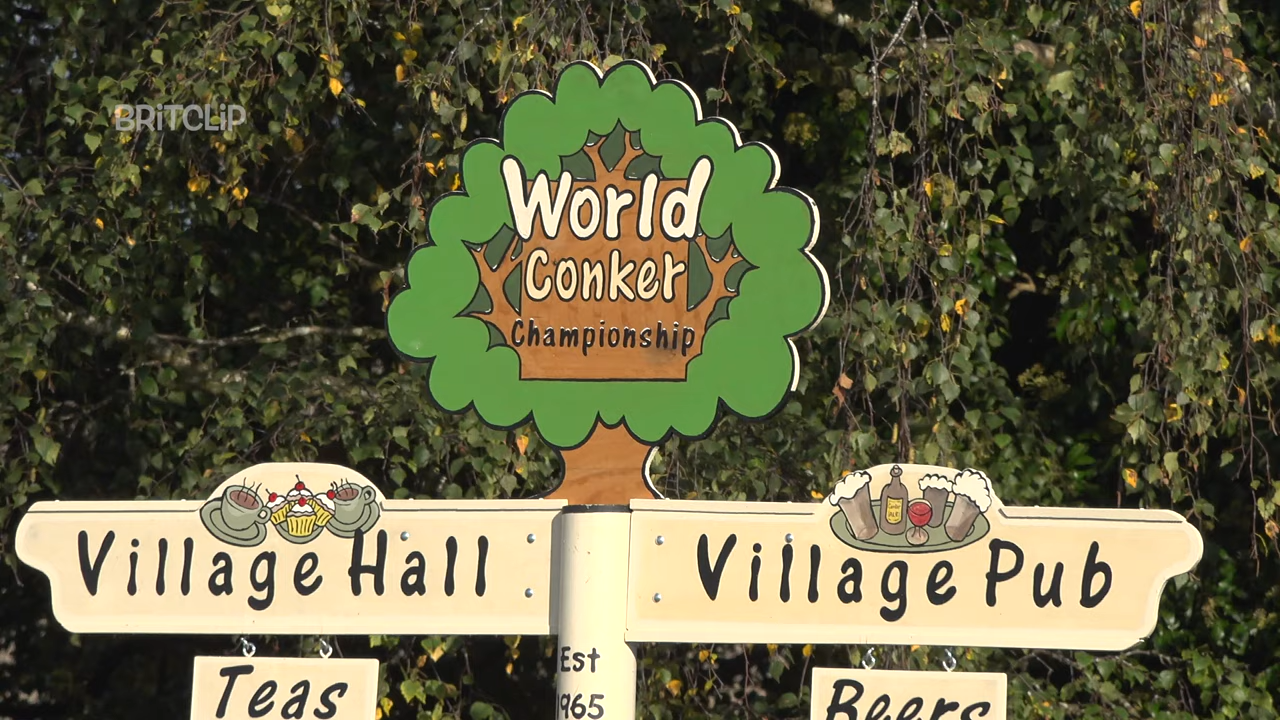 BRiTCLiP
World
Conker
Championship
Village Hall
Village Pub
Est
1965
Teas
Beers